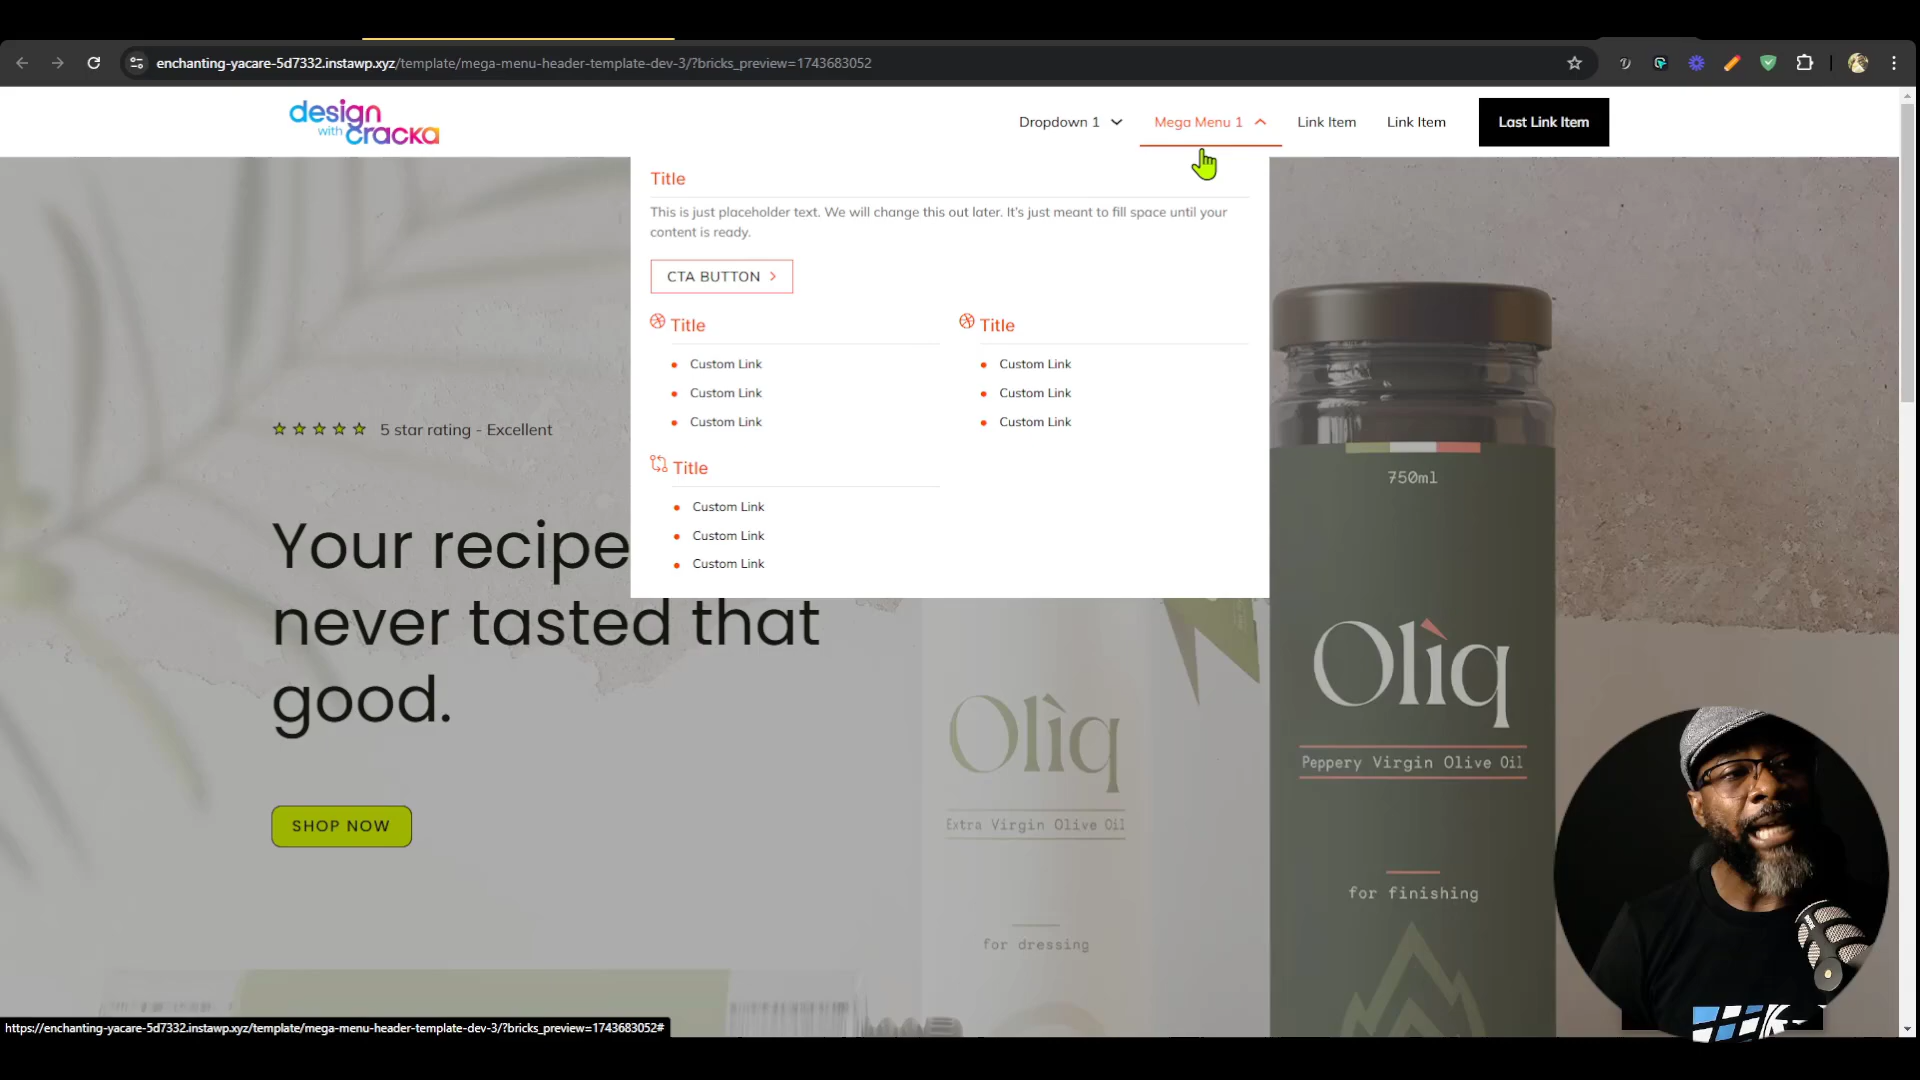 enchanting-yacare-5d7332.instawp.xyz/template/mega-menu-header-template-dev-3/?bricks_preview=1743683052
design
with
cracka
Dropdown 1
Mega Menu 1
Link Item
Link Item
Last Link Item
Title
This is just placeholder text. We will change this out later. It's just meant to fill space until your
content is ready.
CTA BUTTON
Title
Custom Link
Custom Link
Custom Link
Title
Custom Link
Custom Link
Custom Link
Title
Custom Link
Custom Link
Custom Link
5 star rating - Excellent
Your recipe
never tasted that
good.
SHOP NOW
Olìq
Extra Virgin Olive Oil
for dressing
750ml
Olìq
Peppery Virgin Olive Oil
for finishing
https://enchanting-yacare-5d7332.instawp.xyz/template/mega-menu-header-template-dev-3/?bricks_preview=1743683052#